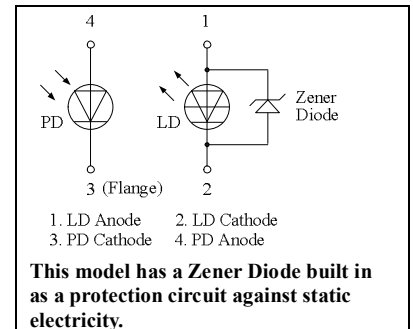 4 1
PD LD Zener
Diode
3 (Flange) 2
1. LD Anode 2. LD Cathode
3. PD Cathode 4. PD Anode
This model has a Zener Diode built in
as a protection circuit against static
electricity.